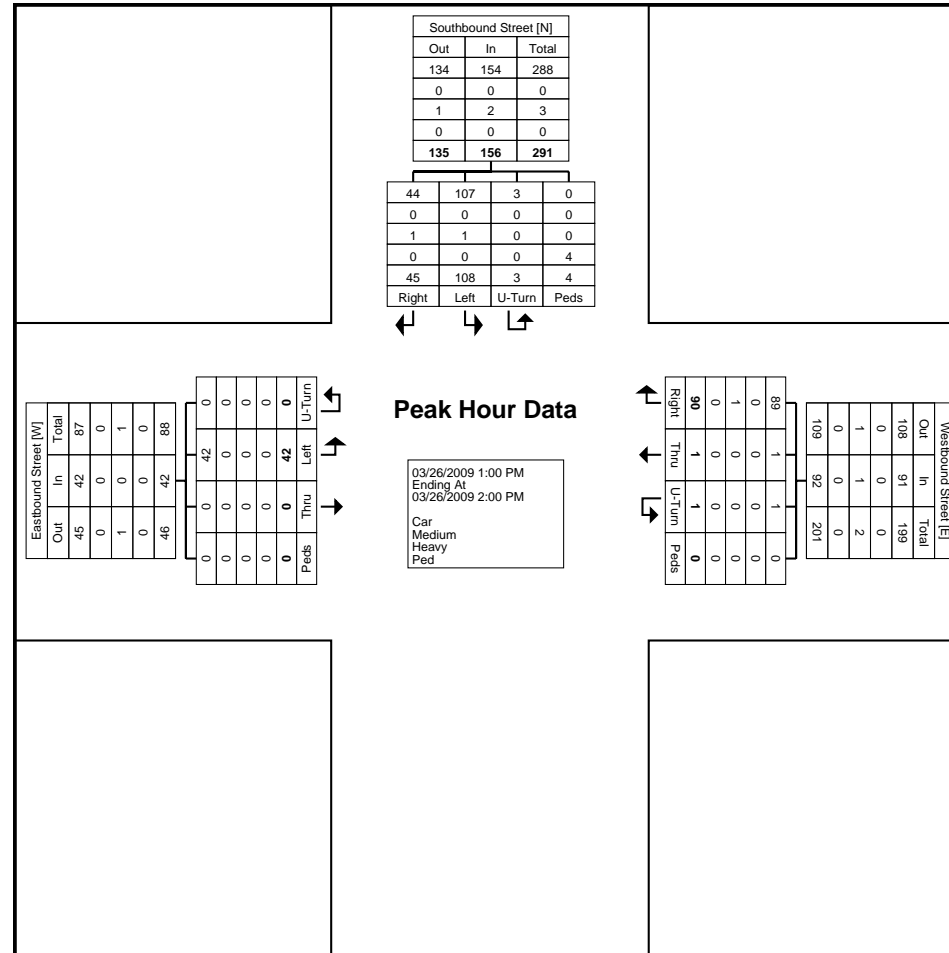 Southbound Street [N]
Out In Total
134 154 288
0 0 0
1 2 3
0 0 0
135 156 291
44 107 3 0
0 0 0 0
1 1 0 0
0 0 0 4
45 108 3 4
Right Left U-Turn Peds
Eastbound Street [W]
Out In Total
45 42 87
0 0 0
1 0 1
0 0 0
46 42 88
0 42 0 0
0 0 0 0
0 0 0 0
0 0 0 0
0 42 0 0
U-Turn Left Thru Peds
Peak Hour Data
03/26/2009 1:00 PM
Ending At
03/26/2009 2:00 PM
Car
Medium
Heavy
Ped
Westbound Street [E]
Out In Total
108 91 199
0 0 0
1 1 2
0 0 0
109 92 201
89 1 1 0
0 0 0 0
1 0 0 0
0 0 0 0
90 1 1 0
Right Thru U-Turn Peds